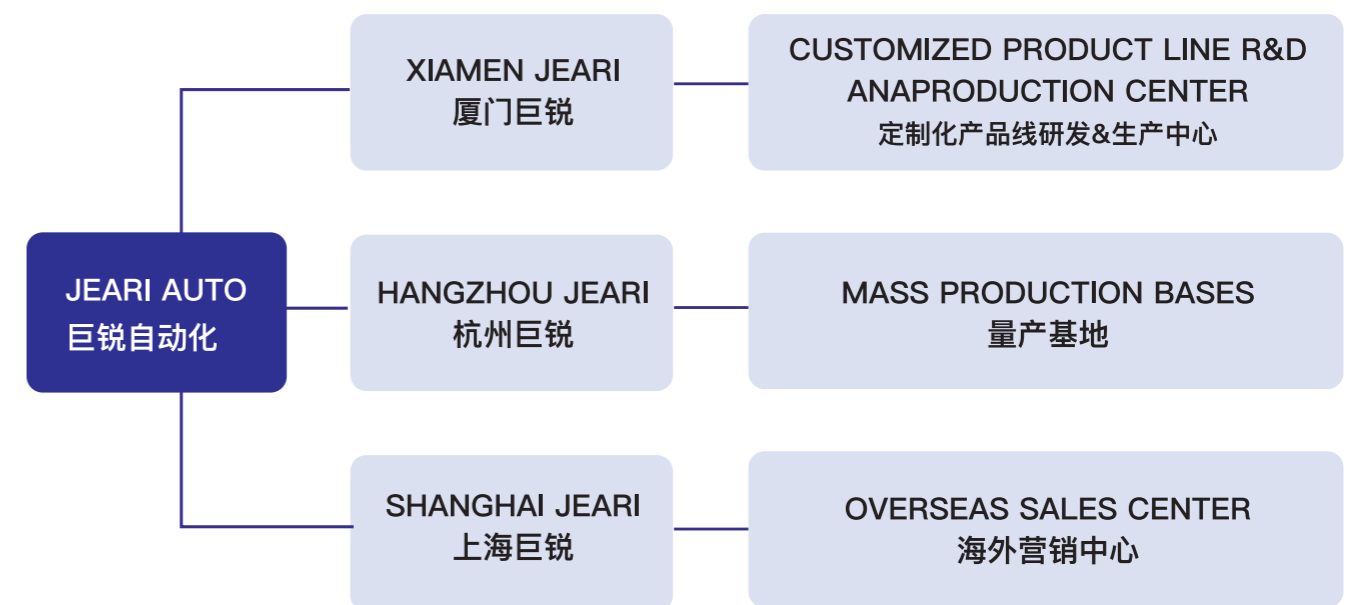 JEARI AUTO
巨锐自动化
XIAMEN JEARI
厦门巨锐
CUSTOMIZED PRODUCT LINE R&D
ANAPRODUCTION CENTER
定制化产品线研发&生产中心
HANGZHOU JEARI
杭州巨锐
MASS PRODUCTION BASES
量产基地
SHANGHAI JEARI
上海巨锐
OVERSEAS SALES CENTER
海外营销中心